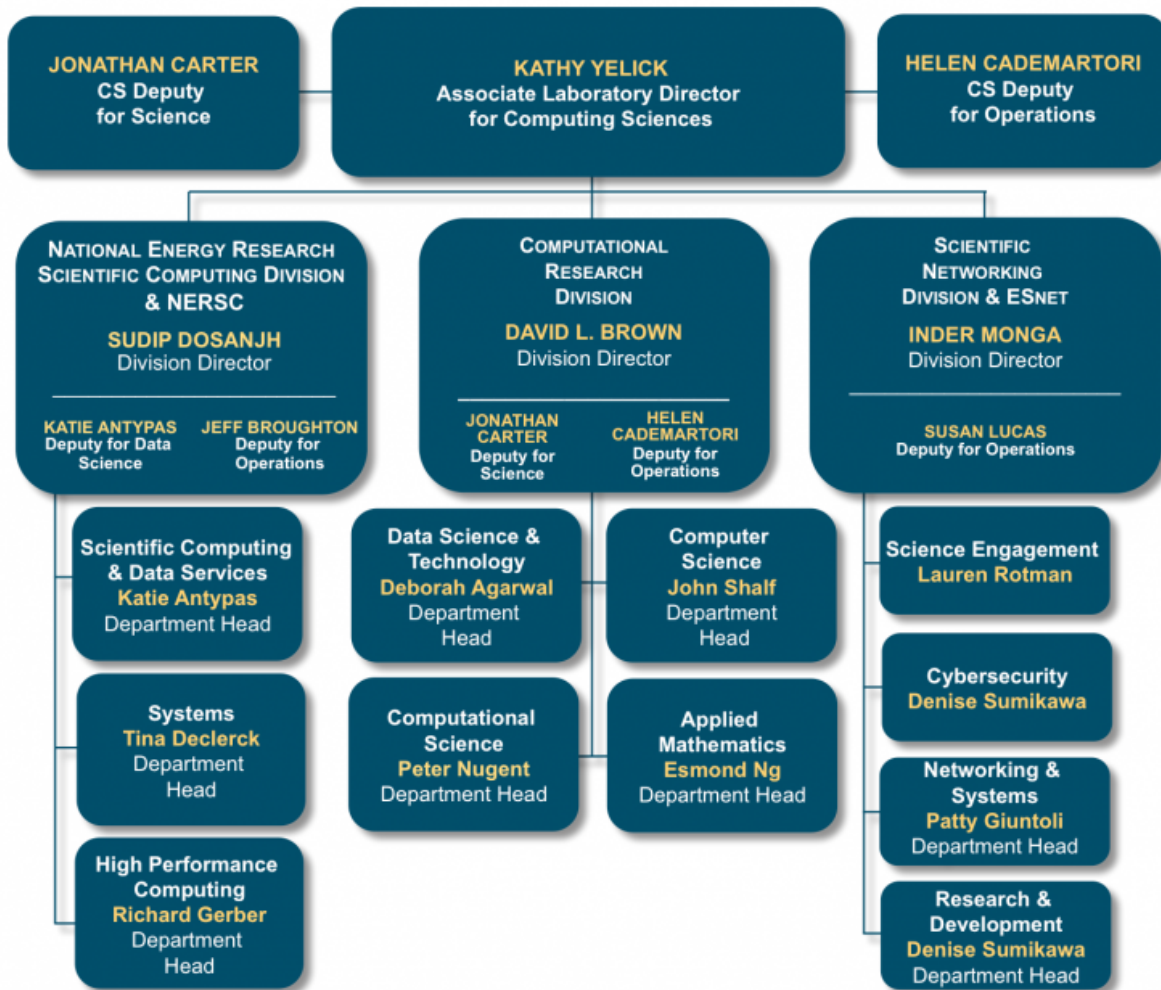 JONATHAN CARTER
CS Deputy
for Science
KATHY YELICK
Associate Laboratory Director
for Computing Sciences
HELEN CADEMARTORI
CS Deputy
for Operations
NATIONAL ENERGY RESEARCH
SCIENTIFIC COMPUTING DIVISION
& NERSC
SUDIP DOSANJH
Division Director
KATIE ANTYPAS
Deputy for Data
Science
JEFF BROUGHTON
Deputy for
Operations
COMPUTATIONAL
RESEARCH
DIVISION
DAVID L. BROWN
Division Director
JONATHAN
CARTER
Deputy for
Science
HELEN
CADEMARTORI
Deputy for
Operations
SCIENTIFIC
NETWORKING
DIVISION & ESNET
INDER MONGA
Division Director
SUSAN LUCAS
Deputy for Operations
Scientific Computing
& Data Services
Katie Antypas
Department Head
Systems
Tina Declerck
Department
Head
High Performance
Computing
Richard Gerber
Department
Head
Data Science &
Technology
Deborah Agarwal
Department
Head
Computer
Science
John Shalf
Department
Head
Computational
Science
Peter Nugent
Department Head
Applied
Mathematics
Esmond Ng
Department Head
Science Engagement
Lauren Rotman
Cybersecurity
Denise Sumikawa
Networking &
Systems
Patty Giuntoli
Department Head
Research &
Development
Denise Sumikawa
Department Head